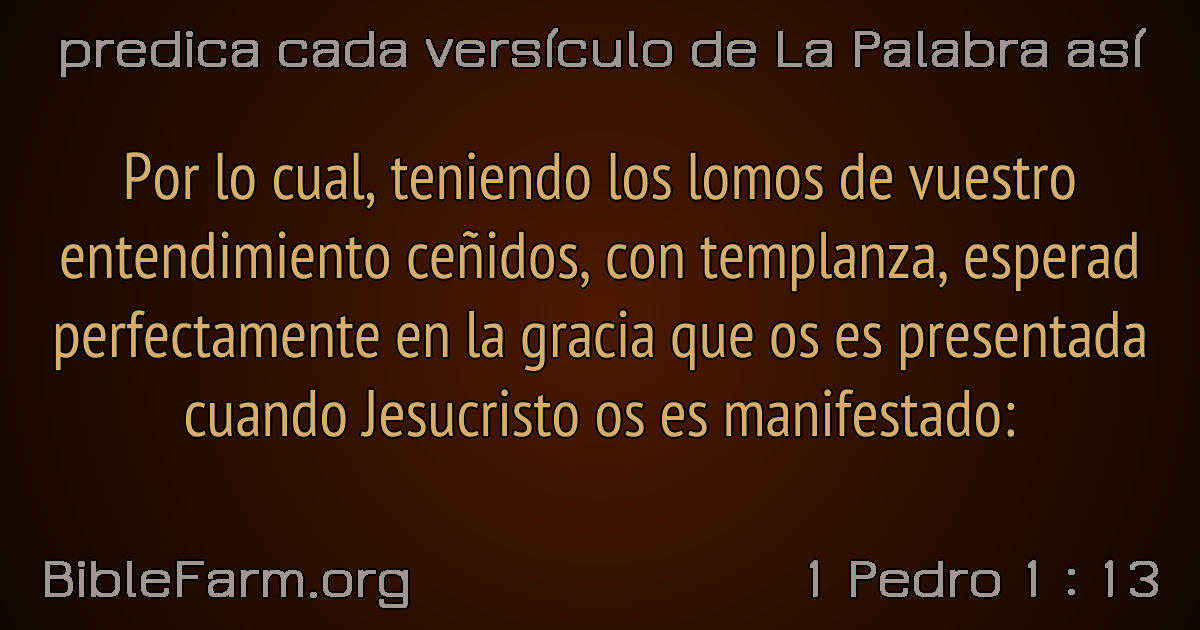 predica cada versículo de La Palabra así
Por lo cual, teniendo los lomos de vuestro
entendimiento ceñidos, con templanza, esperad
perfectamente en la gracia que os es presentada
cuando Jesucristo os es manifestado:
BibleFarm.org
1 Pedro 1 : 13